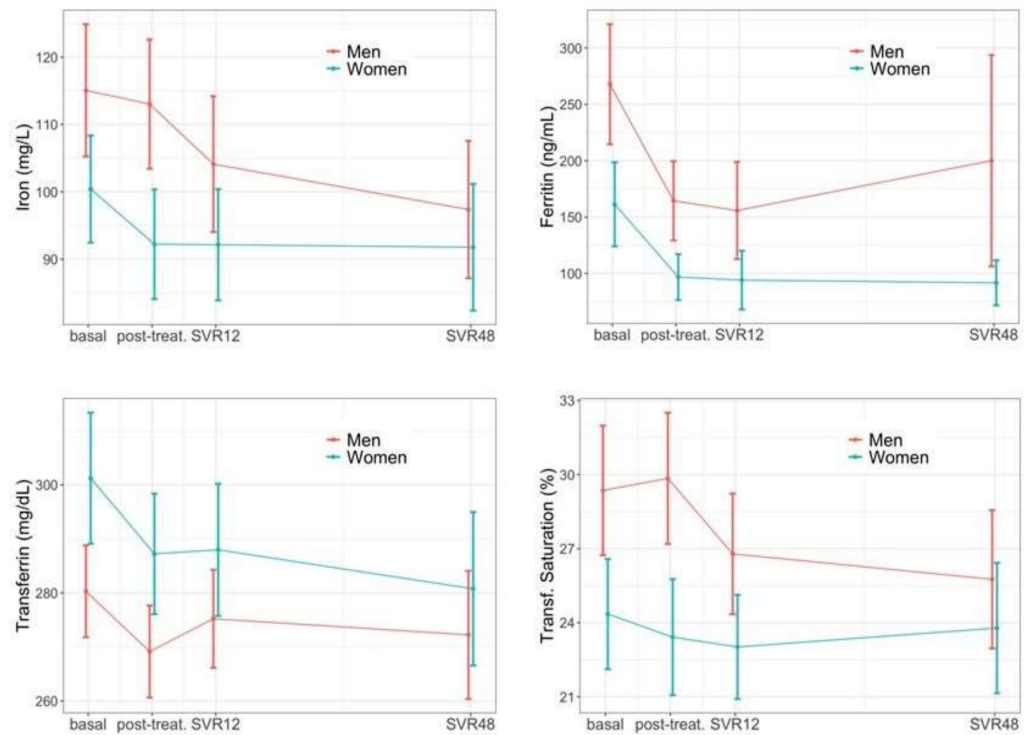 Iron (mg/L)
120
110
100
90
Men
Women
basal post-treat. SVR12 SVR48
Ferritin (ng/mL)
300
250
200
150
100
Men
Women
basal post-treat. SVR12 SVR48
Transferrin (mg/dL)
300
280
260
Men
Women
basal post-treat. SVR12 SVR48
Transf. Saturation (%)
33
30
27
24
21
Men
Women
basal post-treat. SVR12 SVR48